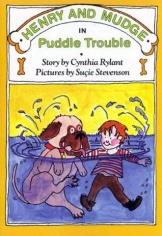 HENRY AND MUDGE
IN
Puddle Trouble
Story by Cynthia Rylant
Pictures by Suçie Stevenson